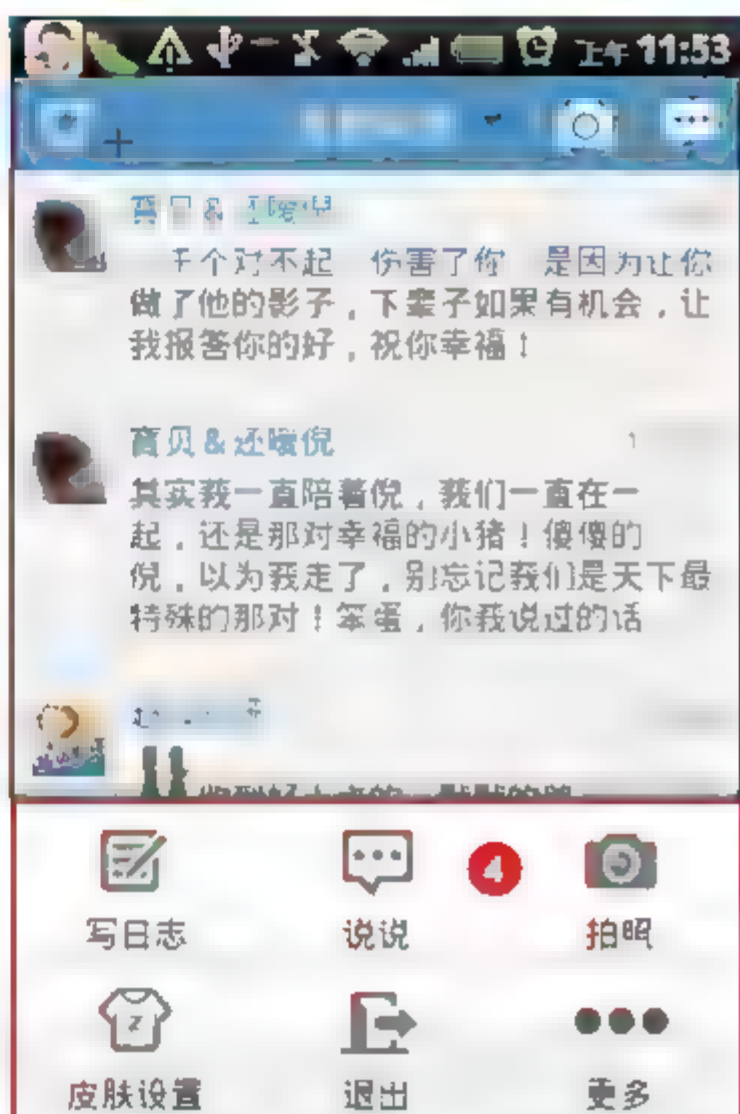 上午 11:53
千个对不起 伤害了你 是因为让你
做了他的影子，下辈子如果有机会，让
我报答你的好，祝你幸福！
宝贝&还暖倪
其实我一直陪着倪，我们一直在一
起，还是那对幸福的小猪！傻傻的
倪，以为我走了，别忘记我们是天下最
特殊的那对！笨蛋，你我说过的话
4
写日志 说说 拍照
皮肤设置 退出 更多